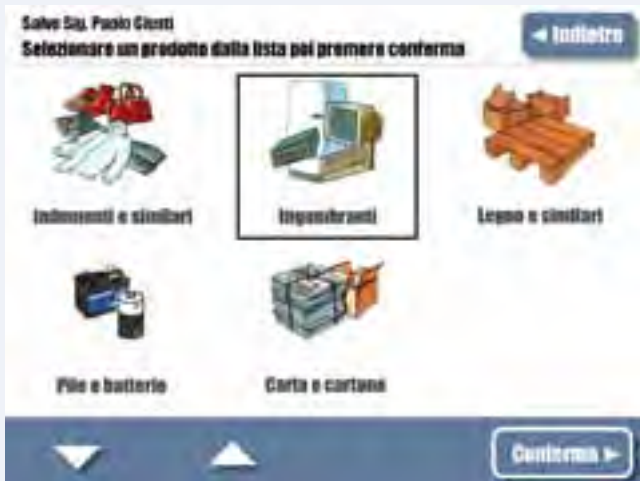 Salve Sig. Paolo Giunti
Selezionare un prodotto dalla lista poi premere conferma
Indietro
Indumenti e similari
Ingombranti
Legno e similari
Pile e batterie
Carta e cartone
Conferma